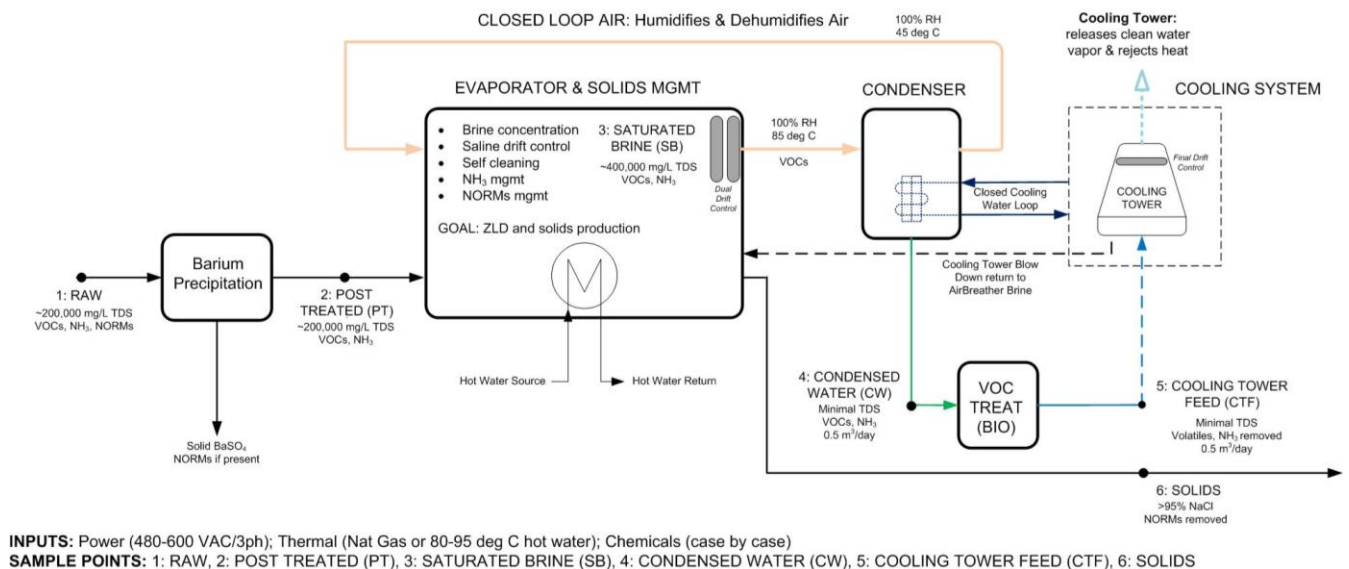 CLOSED LOOP AIR: Humidifies & Dehumidifies Air
100% RH
45 deg C
Cooling Tower:
releases clean water
vapor & rejects heat
EVAPORATOR & SOLIDS MGMT
CONDENSER
COOLING SYSTEM
• Brine concentration
• Saline drift control
• Self cleaning
• NH₃ mgmt
• NORMs mgmt
3: SATURATED
BRINE (SB)
~400,000 mg/L TDS
VOCs, NH₃
Dual
Drift
Control
100% RH
85 deg C
VOCs
Closed Cooling
Water Loop
Final Drift
Control
COOLING
TOWER
GOAL: ZLD and solids production
Cooling Tower Blow
Down return to
AirBreather Brine
Barium
Precipitation
1: RAW
~200,000 mg/L TDS
VOCs, NH₃, NORMs
2: POST
TREATED (PT)
~200,000 mg/L TDS
VOCs, NH₃
Hot Water Source
Hot Water Return
Solid BaSO₄
NORMs if present
4: CONDENSED
WATER (CW)
Minimal TDS
VOCs, NH₃
0.5 m³/day
VOC
TREAT
(BIO)
5: COOLING TOWER
FEED (CTF)
Minimal TDS
Volatiles, NH₃ removed
0.5 m³/day
6: SOLIDS
>95% NaCl
NORMs removed
INPUTS: Power (480-600 VAC/3ph); Thermal (Nat Gas or 80-95 deg C hot water); Chemicals (case by case)
SAMPLE POINTS: 1: RAW, 2: POST TREATED (PT), 3: SATURATED BRINE (SB), 4: CONDENSED WATER (CW), 5: COOLING TOWER FEED (CTF), 6: SOLIDS